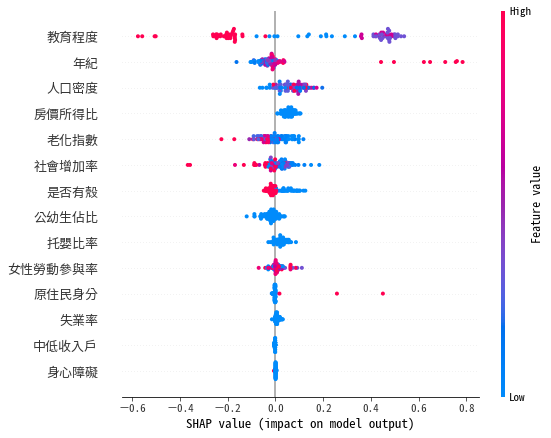 High
教育程度
年紀
人口密度
房價所得比
老化指數
社會增加率
是否有殼
公幼生佔比
托嬰比率
女性勞動參與率
原住民身分
失業率
中低收入戶
身心障礙
Feature value
Low
−0.6 −0.4 −0.2 0.0 0.2 0.4 0.6 0.8
SHAP value (impact on model output)